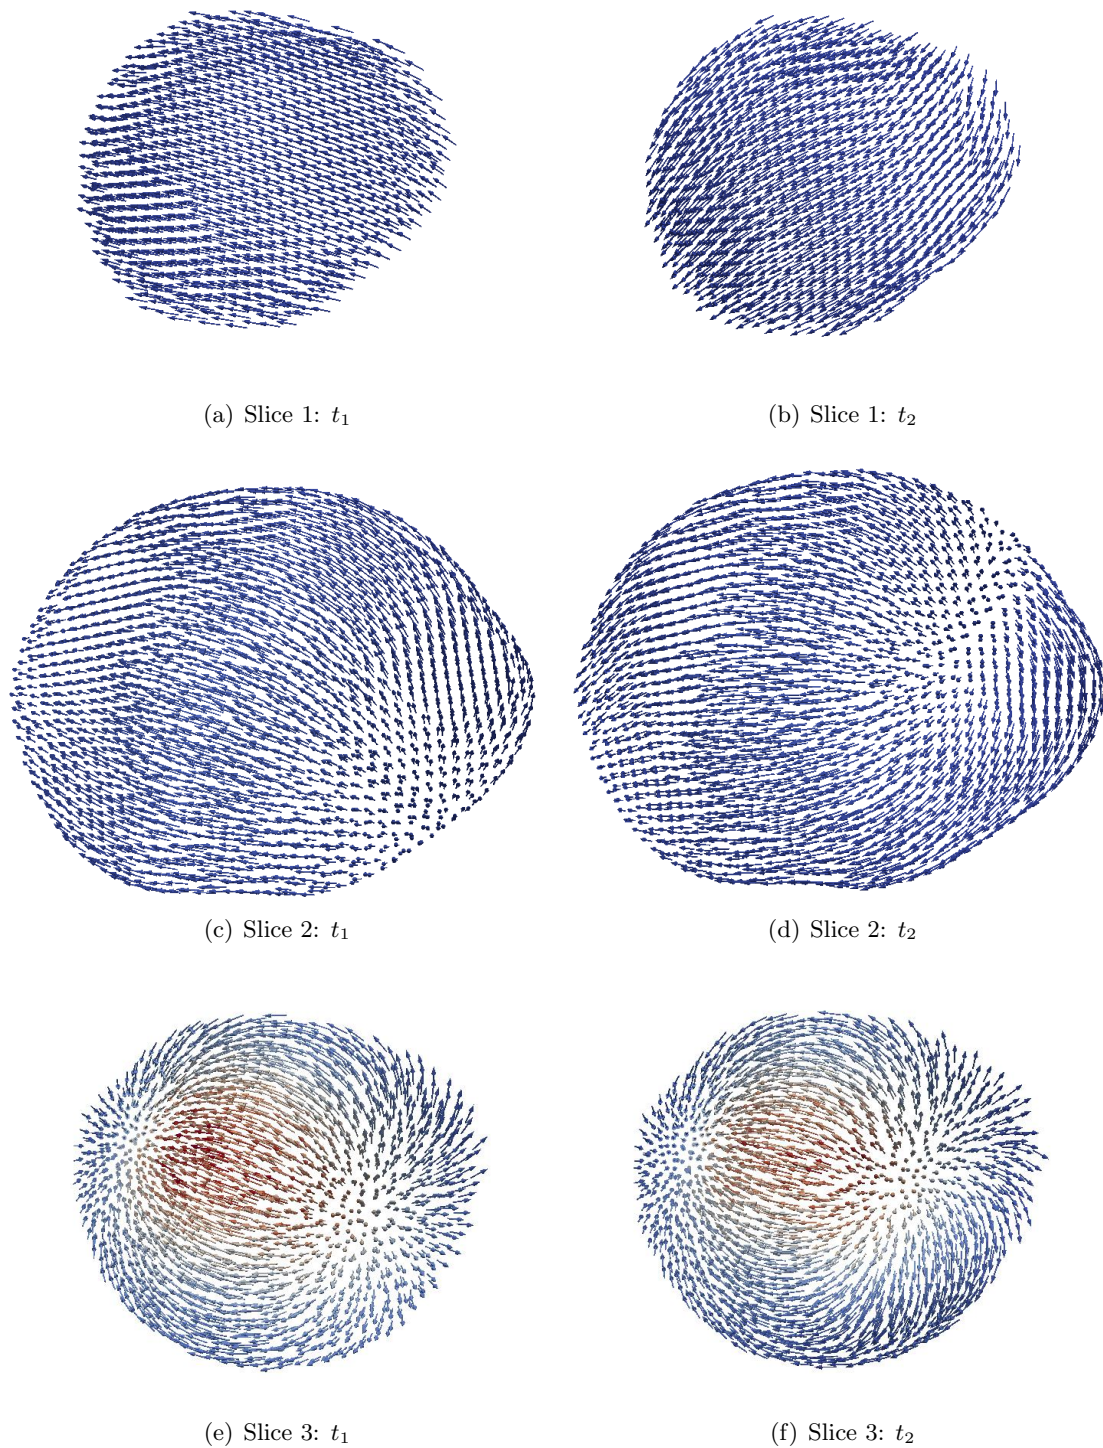 (a) Slice 1: t₁
(b) Slice 1: t₂
(c) Slice 2: t₁
(d) Slice 2: t₂
(e) Slice 3: t₁
(f) Slice 3: t₂